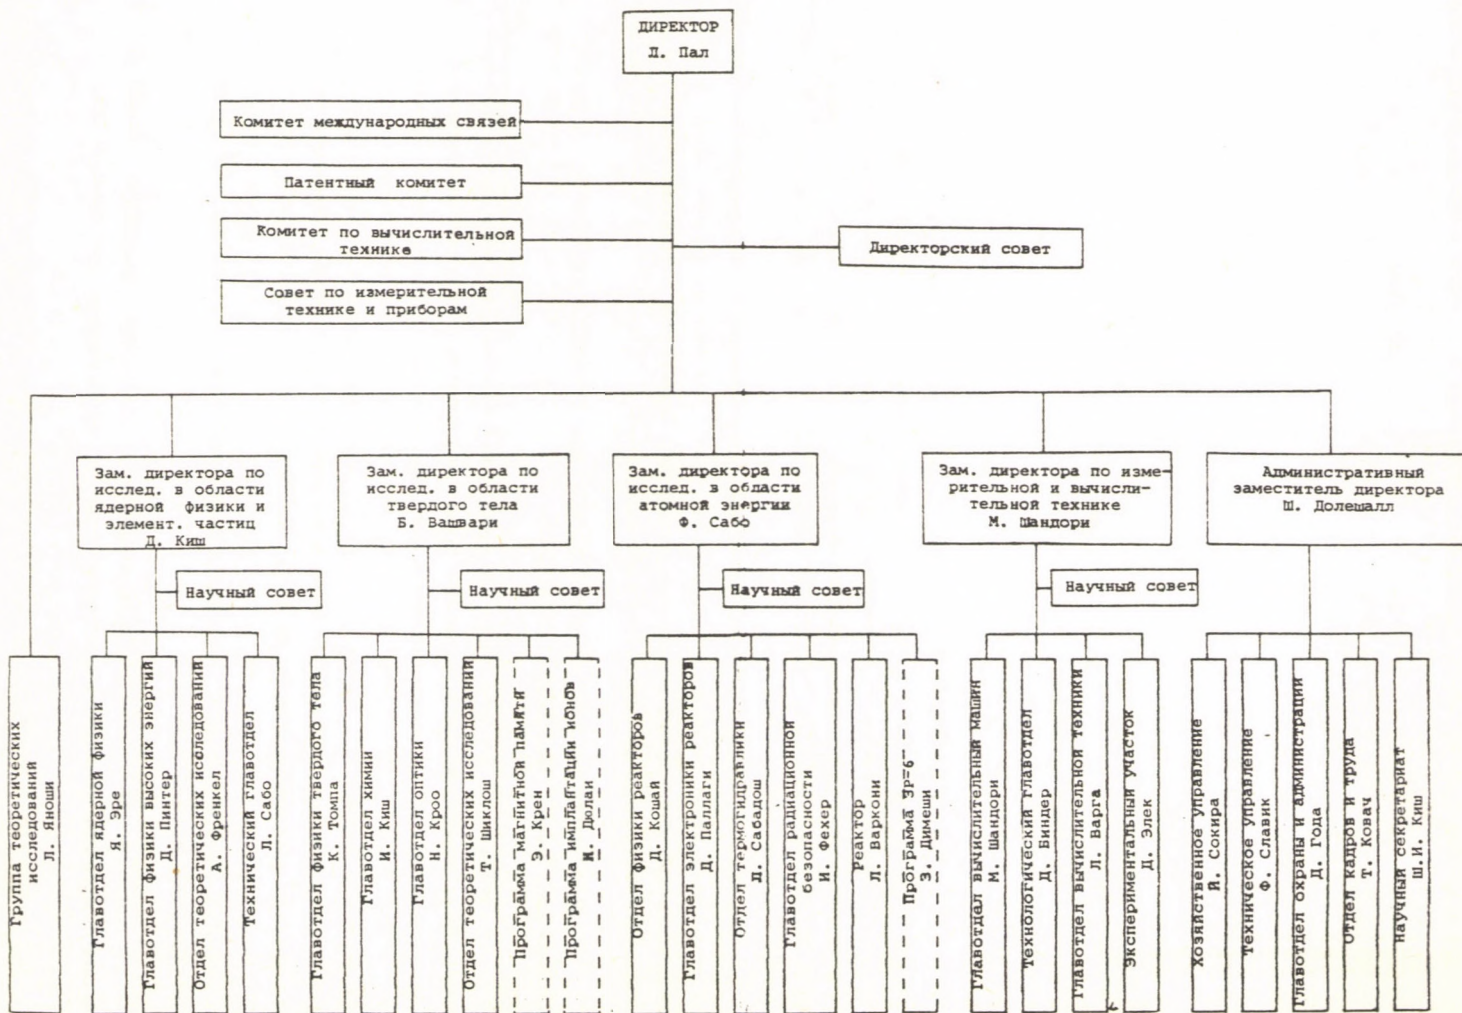 ДИРЕКТОР
Л. Пал
Комитет международных связей
Патентный комитет
Комитет по вычислительной
технике
Директорский совет
Совет по измерительной
технике и приборам
Зам. директора по
исслед. в области
ядерной физики и
элемент. частиц
Д. Киш
Зам. директора по
исслед. в области
твердого тела
Б. Вашвари
Зам. директора по
исслед. в области
атомной энергии
Ф. Сабо
Зам. директора по изме-
рительной и вычисли-
тельной технике
М. Шандори
Административный
заместитель директора
Ш. Долешалл
Научный совет
Научный совет
Научный совет
Научный совет
Группа теоретических
исследований
Л. Яноши
Главотдел ядерной физики
Я. Эре
Главотдел физики высоких энергий
Д. Пинтер
Отдел теоретических исследований
А. Френкел
Технический главотдел
Л. Сабо
Главотдел физики твердого тела
К. Томпа
Главотдел химии
И. Киш
Главотдел оптики
Н. Кроо
Отдел теоретических исследований
Т. Шиклош
Программа магнитной памяти
Э. Крен
Программа имплантации ионов
Дюлаи
Отдел физики реакторов
Д. Кошай
Главотдел электроники реакторов
Д. Паллаги
Отдел термогидравлики
Л. Сабадош
Главотдел радиационной
безопасности
И. Фехер
Реактор
Л. Варкони
Программа ЗР=6
З. Димеши
Главотдел вычислительный машин
М. Шандори
Технологический главотдел
Д. Биндер
Главотдел вычислительной техники
Л. Варга
Экспериментальный участок
Д. Элек
Хозяйственное управление
Й. Сокира
Техническое управление
Ф. Славик
Главотдел охраны и администрации
Д. Года
Отдел кадров и труда
Т. Ковач
Научный секретариат
Ш.И. Киш